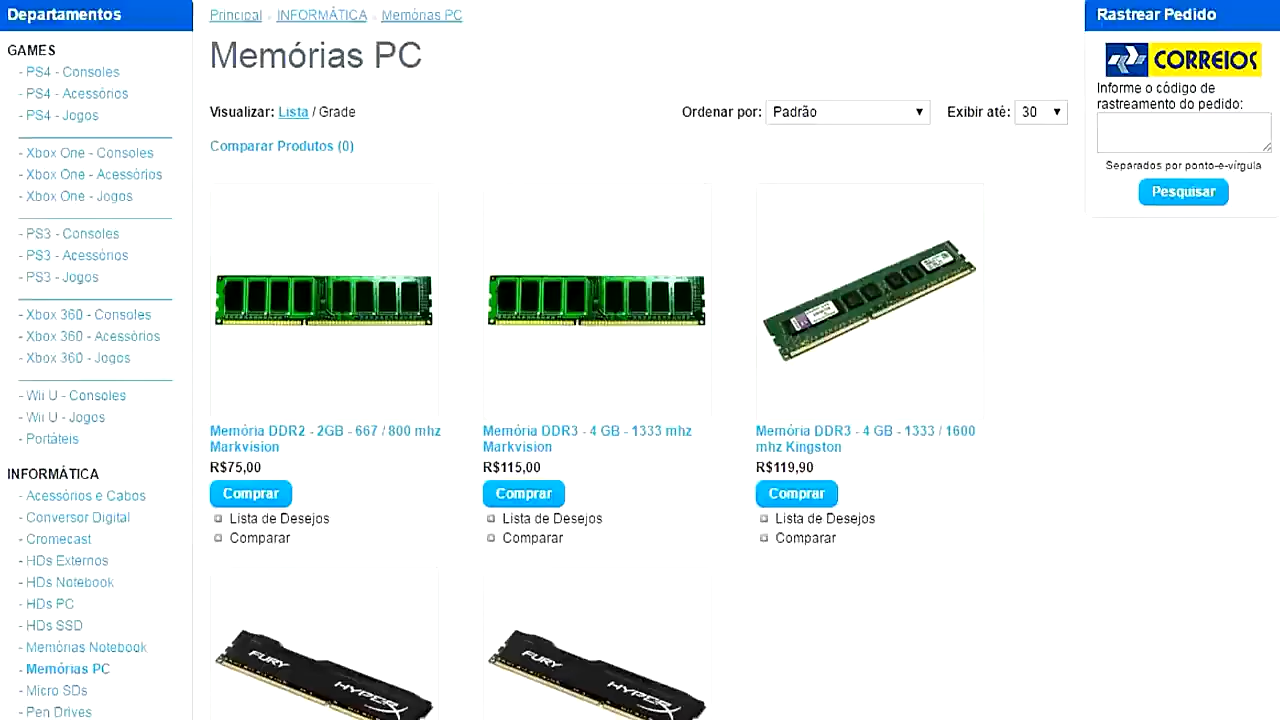 Departamentos
GAMES
- PS4 - Consoles
- PS4 - Acessórios
- PS4 - Jogos
- Xbox One - Consoles
- Xbox One - Acessórios
- Xbox One - Jogos
- PS3 - Consoles
- PS3 - Acessórios
- PS3 - Jogos
- Xbox 360 - Consoles
- Xbox 360 - Acessórios
- Xbox 360 - Jogos
- Wii U - Consoles
- Wii U - Jogos
- Portáteis
INFORMÁTICA
- Acessórios e Cabos
- Conversor Digital
- Cromecast
- HDs Externos
- HDs Notebook
- HDs PC
- HDs SSD
- Memórias Notebook
- Memórias PC
- Micro SDs
- Pen Drives
Principal » INFORMÁTICA » Memórias PC
Memórias PC
Visualizar: Lista / Grade
Ordenar por: Padrão
Exibir até: 30
Comparar Produtos (0)
Memória DDR2 - 2GB - 667 / 800 mhz
Markvision
R$75,00
Comprar
Lista de Desejos
Comparar
Memória DDR3 - 4 GB - 1333 mhz
Markvision
R$115,00
Comprar
Lista de Desejos
Comparar
Memória DDR3 - 4 GB - 1333 / 1600
mhz Kingston
R$119,90
Comprar
Lista de Desejos
Comparar
FURY
HYPERX
FURY
HYPERX
Rastrear Pedido
CORREIOS
Informe o código de
rastreamento do pedido:
Separados por ponto-e-vírgula
Pesquisar